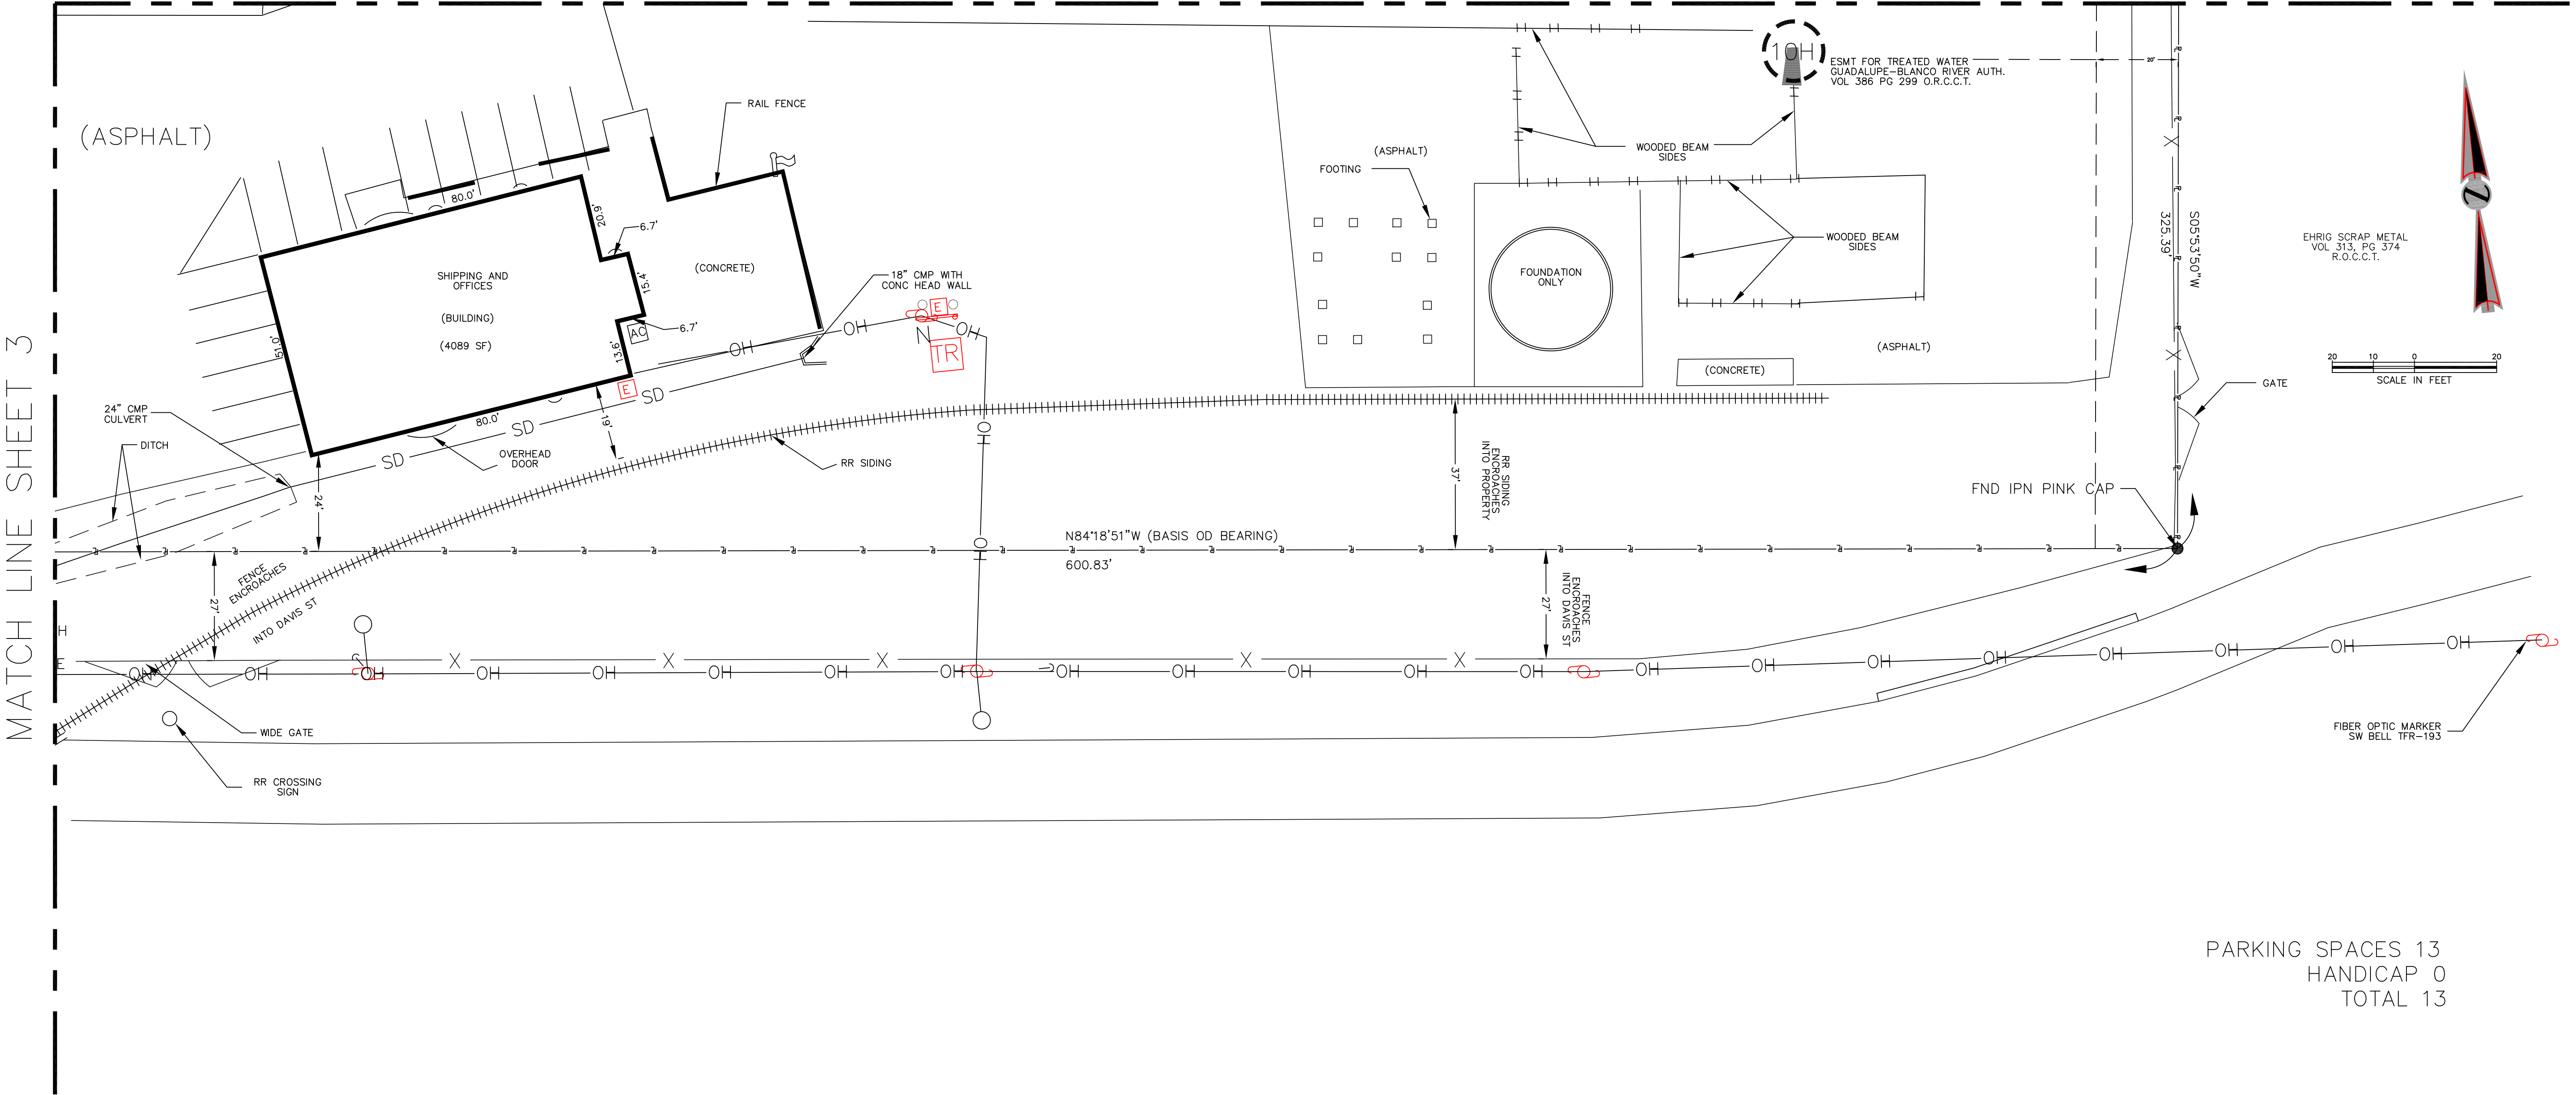 MATCH LINE SHEET 3
(ASPHALT)
80.0'
20.9'
6.7'
15.4'
6.7'
13.6'
51.0'
80.0'
SHIPPING AND
OFFICES
(BUILDING)
(4089 SF)
AC
E
RAIL FENCE
(CONCRETE)
18" CMP WITH
CONC HEAD WALL
E
N
TR
OH
OH
OH
SD
SD
SD
19'
24" CMP
CULVERT
DITCH
OVERHEAD
DOOR
RR SIDING
24'
27'
FENCE
ENCROACHES
INTO DAVIS ST
OH
OH
N84°18'51"W (BASIS OD BEARING)
600.83'
37'
RR SIDING
ENCROACHES
INTO PROPERTY
27'
FENCE
ENCROACHES
INTO DAVIS ST
10H
ESMT FOR TREATED WATER
GUADALUPE-BLANCO RIVER AUTH.
VOL 386 PG 299 O.R.C.C.T.
20'
WOODED BEAM
SIDES
(ASPHALT)
FOOTING
FOUNDATION
ONLY
WOODED BEAM
SIDES
(ASPHALT)
(CONCRETE)
X
X
S05°53'50"W
325.39'
EHRIG SCRAP METAL
VOL 313, PG 374
R.O.C.C.T.
N
20 10 0 20
SCALE IN FEET
GATE
FND IPN PINK CAP
H
E
X X X X X
OH OH OH OH OH OH OH OH OH OH OH OH OH OH OH OH OH OH OH OH OH
WIDE GATE
RR CROSSING
SIGN
FIBER OPTIC MARKER
SW BELL TFR-193
PARKING SPACES 13
HANDICAP 0
TOTAL 13